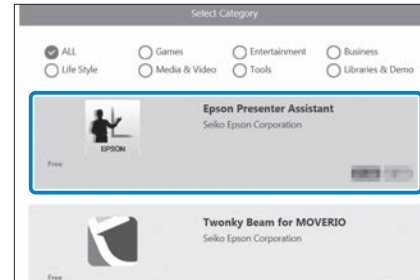 Select Category
ALL
Games
Entertainment
Business
Life Style
Media & Video
Tools
Libraries & Demo
Epson Presenter Assistant
Seiko Epson Corporation
EPSON
Free
Twonky Beam for MOVERIO
Seiko Epson Corporation
Free